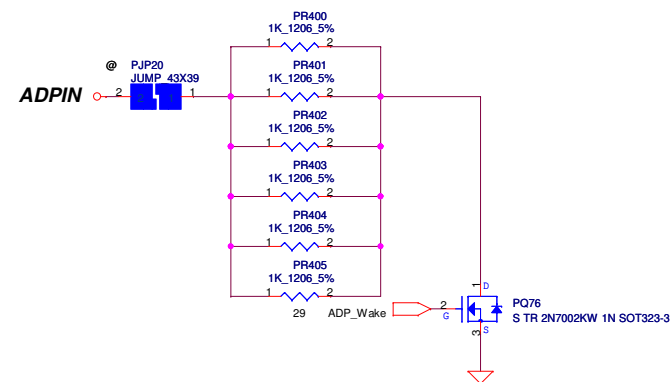 PR400
1K_1206_5%
1 2
@ PJP20
JUMP_43X39
PR401
1K_1206_5%
ADPIN 2 2 1 1 1 2
PR402
1K_1206_5%
1 2
PR403
1K_1206_5%
1 2
PR404
1K_1206_5%
1 2
PR405
1K_1206_5%
1 2
29 ADP_Wake 2 G
1 D
PQ76
S TR 2N7002KW 1N SOT323-3
3 S